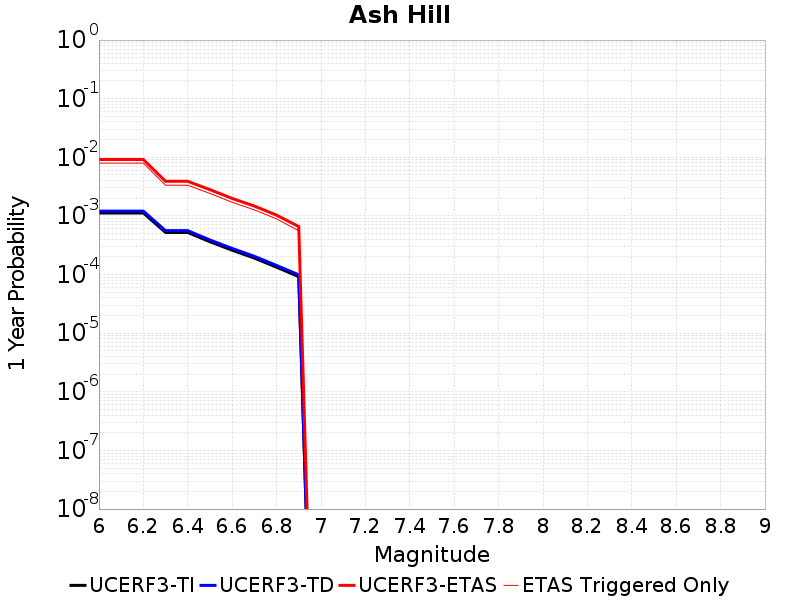 Ash Hill
10^0
10^-1
10^-2
10^-3
10^-4
10^-5
10^-6
10^-7
10^-8
1 Year Probability
6 6.2 6.4 6.6 6.8 7 7.2 7.4 7.6 7.8 8 8.2 8.4 8.6 8.8 9
Magnitude
UCERF3-TI UCERF3-TD UCERF3-ETAS ETAS Triggered Only